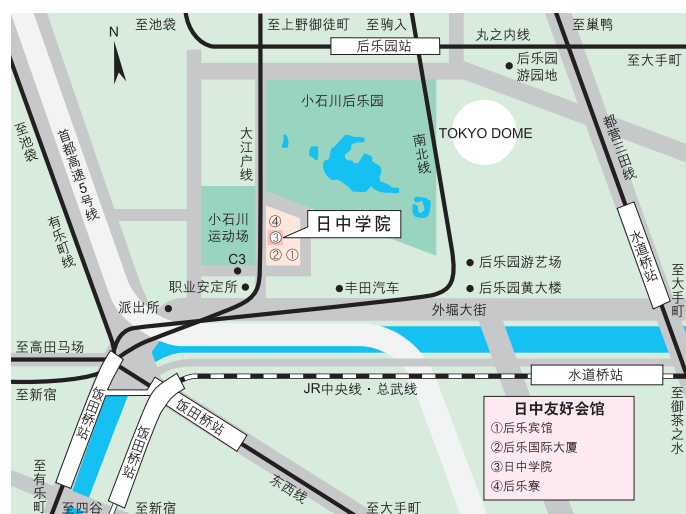 至池袋
至上野御徒町
至驹入
丸之内线
至巢鸭
N
后乐园站
后乐园
游园地
至大手町
小石川后乐园
至池袋
首都高速5号线
大江户线
南北线
TOKYO DOME
都营三田线
有乐町线
小石川
运动场
④
③
②①
日中学院
水道桥站
C3
职业安定所
丰田汽车
后乐园游艺场
后乐园黄大楼
至大手町
派出所
外堀大街
至高田马场
至新宿
水道桥站
JR中央线·总武线
饭田桥站
饭田桥站
饭田桥站
至御茶之水
日中友好会馆
①后乐宾馆
②后乐国际大厦
③日中学院
④后乐寮
至有乐町
东西线
至四谷
至新宿
至大手町